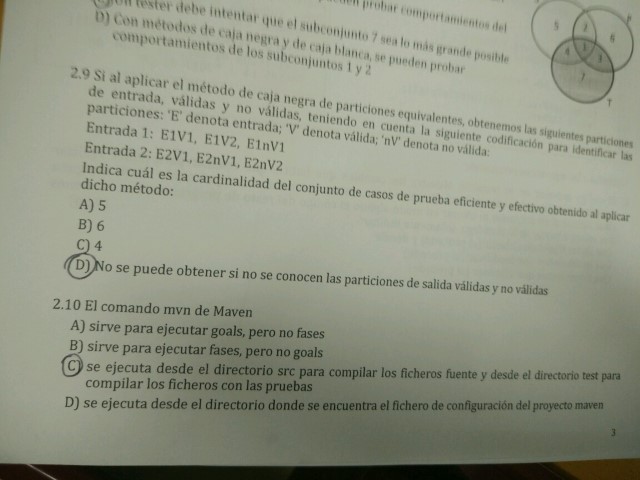 probar comportamientos del
tester debe intentar que el subconjunto 7 sea lo más grande posible
D) Con métodos de caja negra y de caja blanca, se pueden probar
comportamientos de los subconjuntos 1 y 2
5 2 6
4 1 3
7
T
2.9 Si al aplicar el método de caja negra de particiones equivalentes, obtenemos las siguientes particiones
de entrada, válidas y no válidas, teniendo en cuenta la siguiente codificación para identificar las
particiones: 'E' denota entrada; 'V' denota válida; 'nV' denota no válida:
Entrada 1: E1V1, E1V2, E1nV1
Entrada 2: E2V1, E2nV1, E2nV2
Indica cuál es la cardinalidad del conjunto de casos de prueba eficiente y efectivo obtenido al aplicar
dicho método:
A) 5
B) 6
C) 4
D) No se puede obtener si no se conocen las particiones de salida válidas y no válidas
2.10 El comando mvn de Maven
A) sirve para ejecutar goals, pero no fases
B) sirve para ejecutar fases, pero no goals
C) se ejecuta desde el directorio src para compilar los ficheros fuente y desde el directorio test para
compilar los ficheros con las pruebas
D) se ejecuta desde el directorio donde se encuentra el fichero de configuración del proyecto maven
3